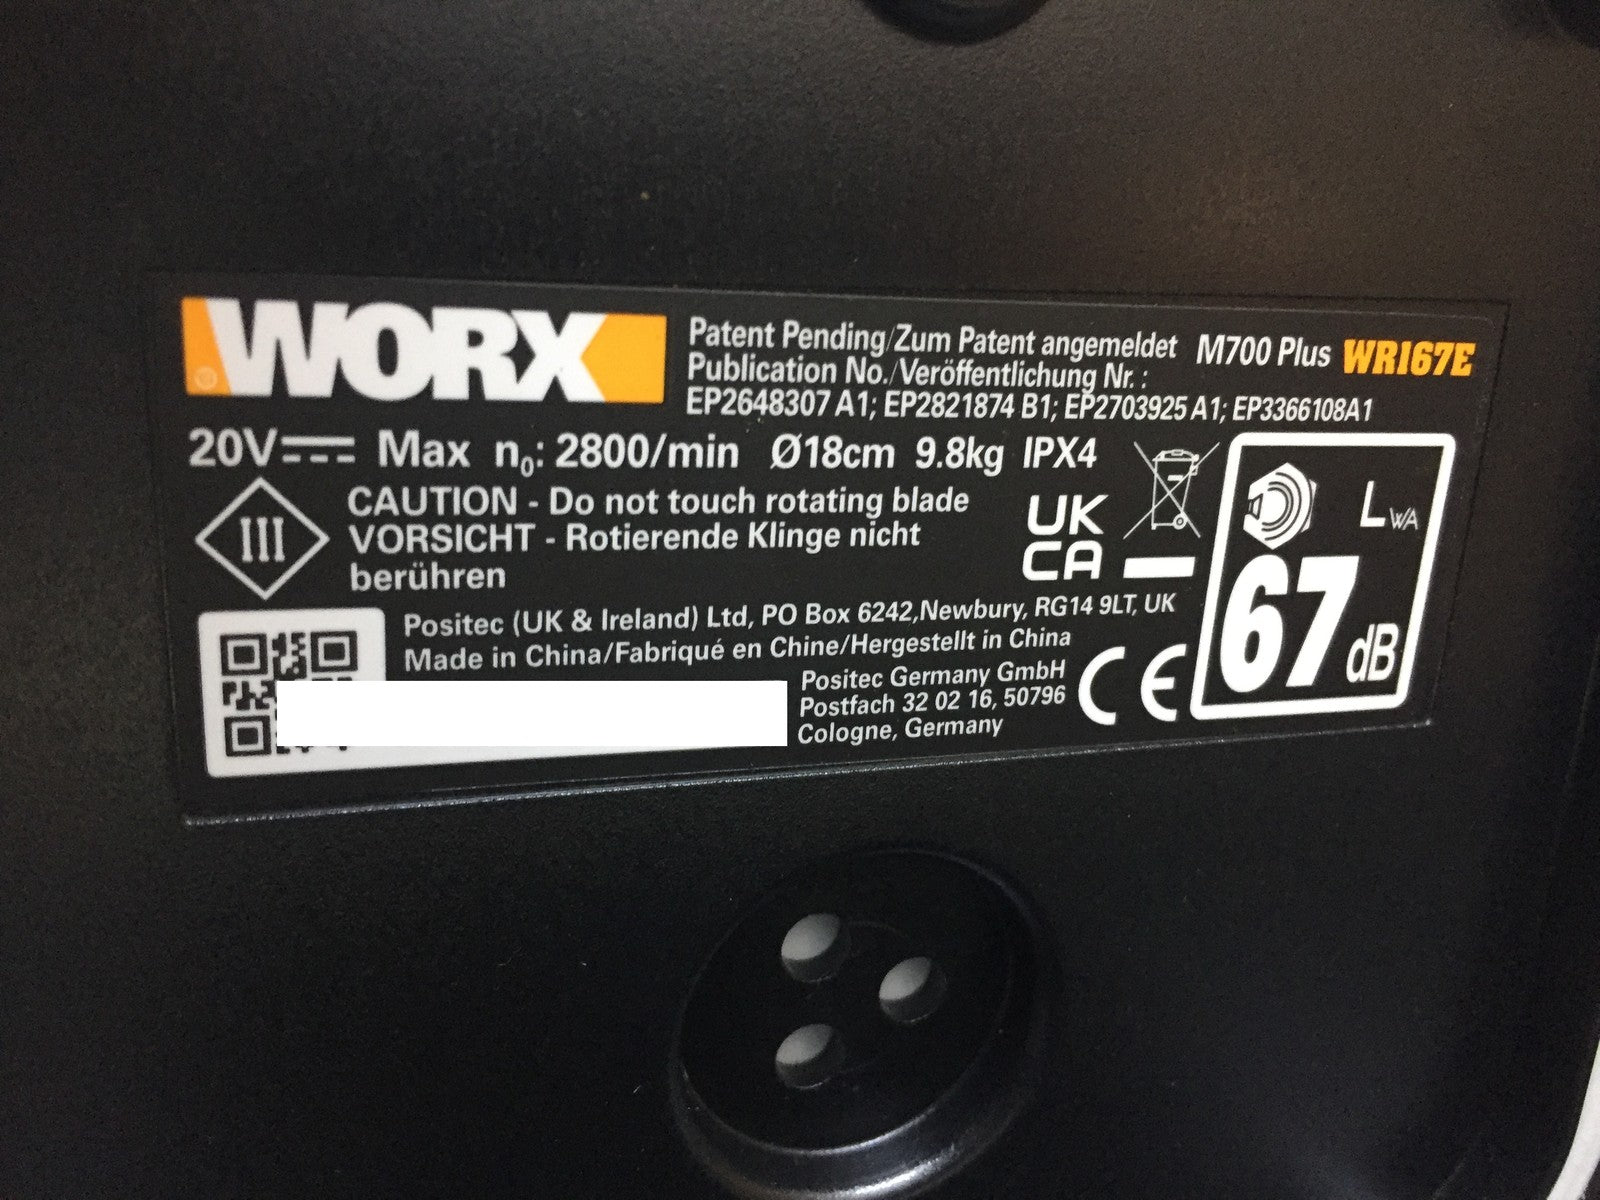 WORX
Patent Pending/Zum Patent angemeldet M700 Plus WR167E
Publication No./Veröffentlichung Nr. :
EP2648307 A1; EP2821874 B1; EP2703925 A1; EP3366108A1
20V Max n₀: 2800/min Ø18cm 9.8kg IPX4
III
CAUTION - Do not touch rotating blade
VORSICHT - Rotierende Klinge nicht
berühren
UK
CA
LWA
67 dB
Positec (UK & Ireland) Ltd, PO Box 6242,Newbury, RG14 9LT, UK
Made in China/Fabriqué en Chine/Hergestellt in China
Positec Germany GmbH
Postfach 32 02 16, 50796
Cologne, Germany
CE